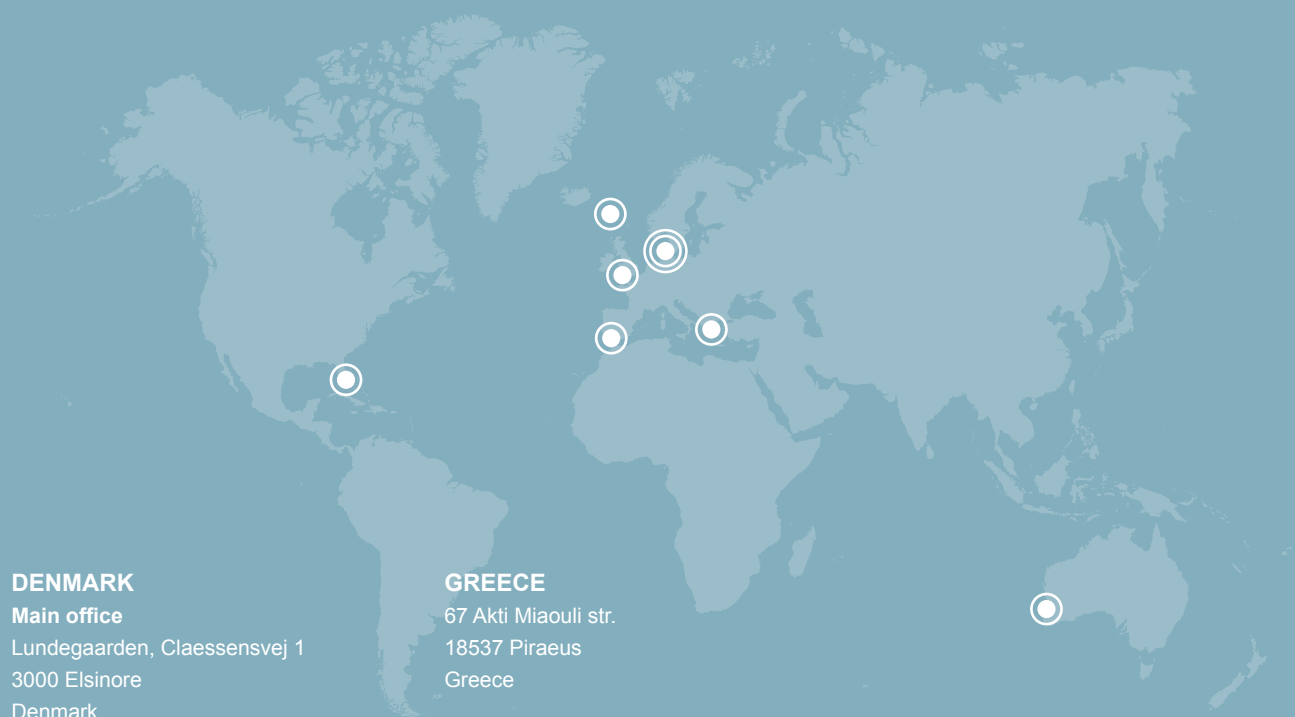 DENMARK
Main office
Lundegaarden, Claessensvej 1
3000 Elsinore
Denmark
GREECE
67 Akti Miaouli str.
18537 Piraeus
Greece